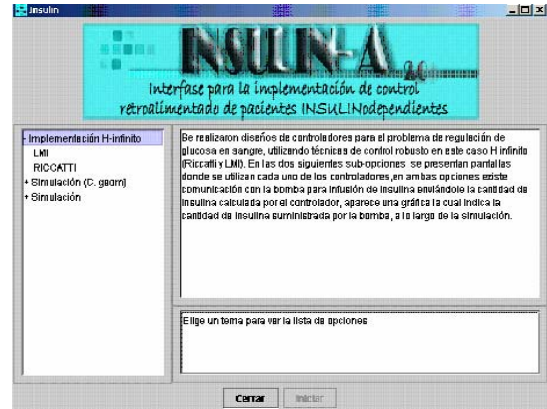 Insulin
INSULIN-A 2.0
Interfase para la implementación de control
retroalimentado de pacientes INSULINodependientes
- Implementación H-infinito
LMI
RICCATTI
+ Simulación (C. geom)
+ Simulación
Se realizaron diseños de controladores para el problema de regulación de
glucosa en sangre, utilizando técnicas de control robusto en este caso H infinito
(Riccati y LMI). En las dos siguientes sub-opciones se presentan pantallas
donde se utilizan cada uno de los controladores,en ambas opciones existe
comunicación con la bomba para infusión de insulina enviándole la cantidad de
insulina calculada por el controlador, aparece una gráfica la cual indica la
cantidad de insulina suministrada por la bomba, a lo largo de la simulación.
Elige un tema para ver la lista de opciones
Cerrar
Iniciar